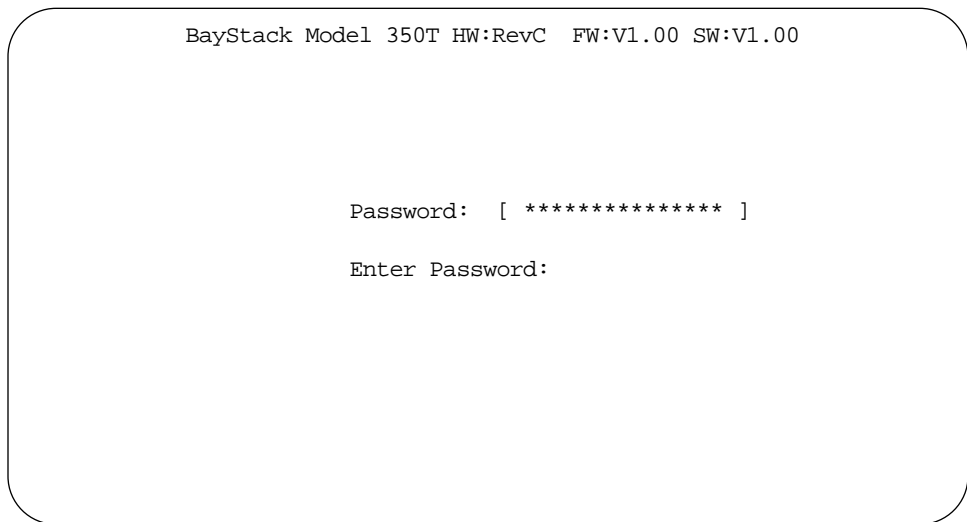 BayStack Model 350T HW:RevC FW:V1.00 SW:V1.00
Password: [ *************** ]
Enter Password: